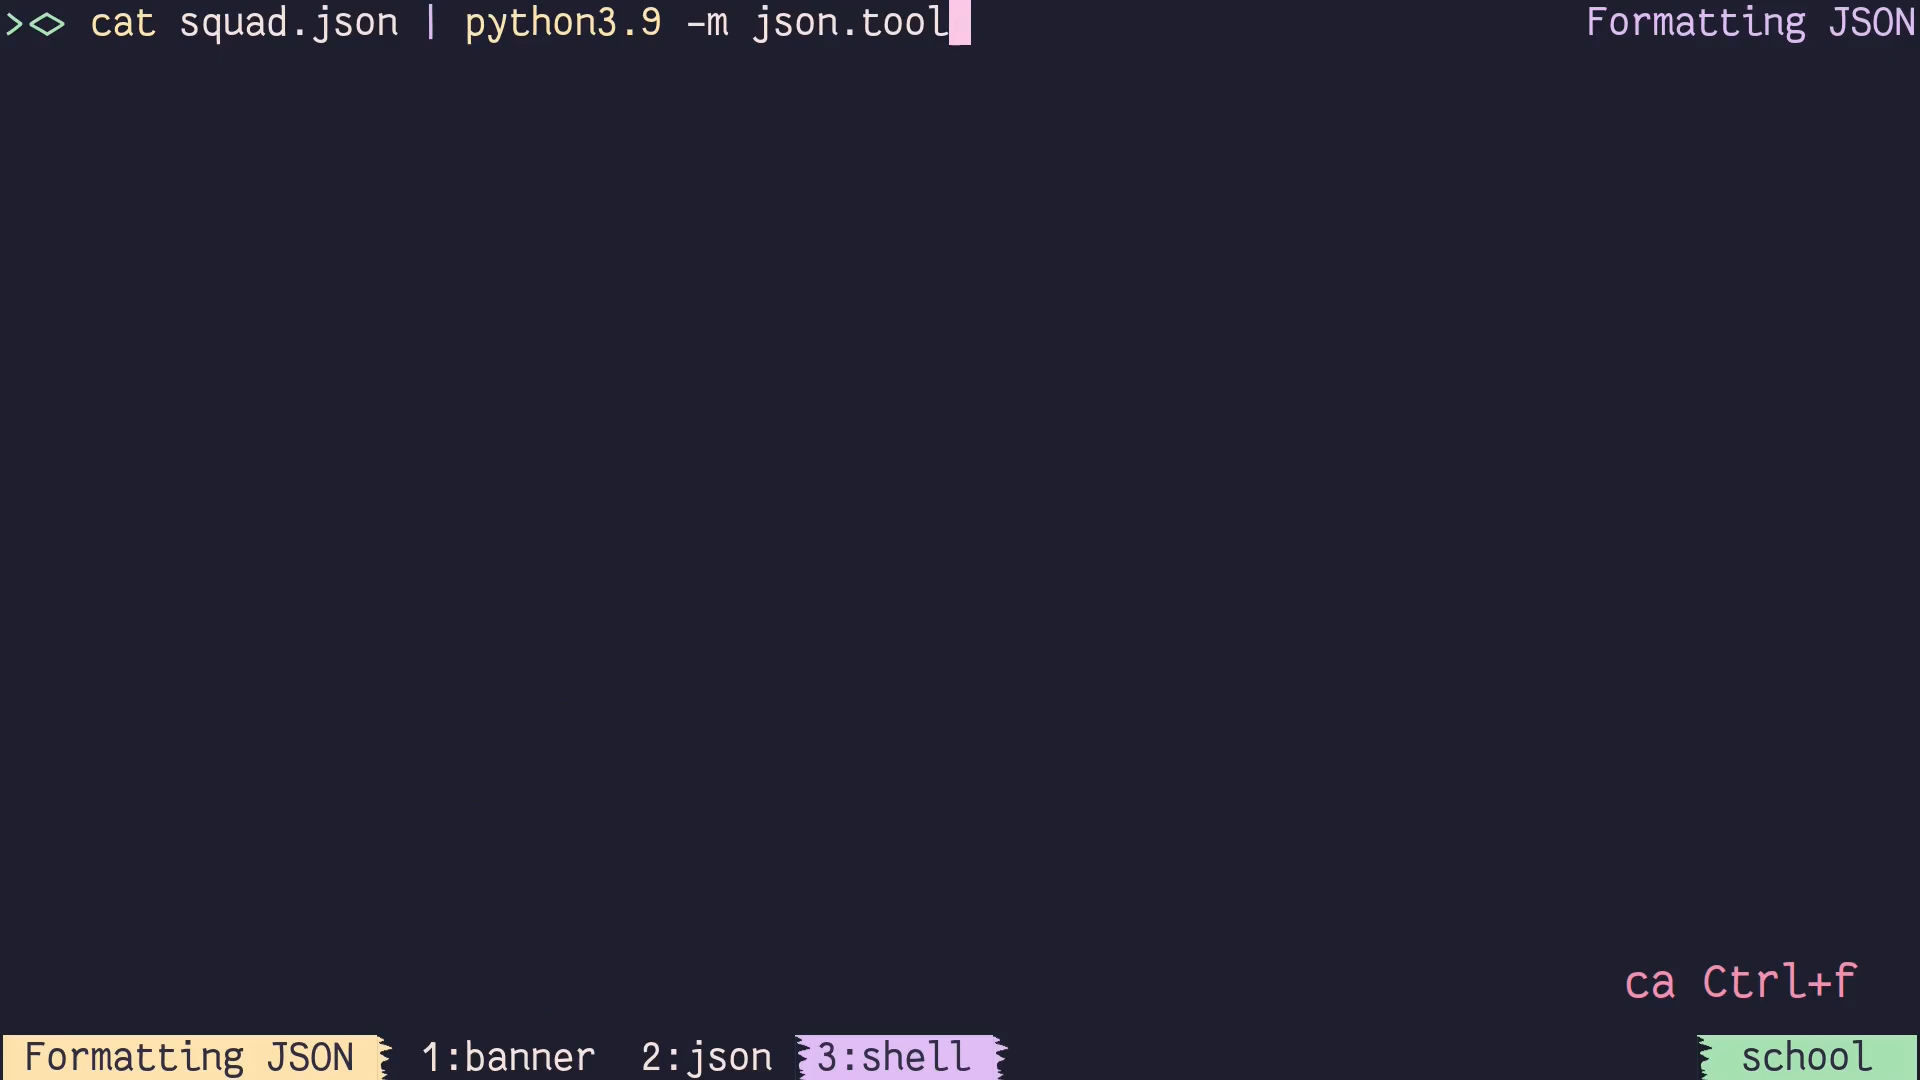 ><> cat squad.json | python3.9 -m json.tool
Formatting JSON
ca Ctrl+f
Formatting JSON 1:banner 2:json 3:shell school